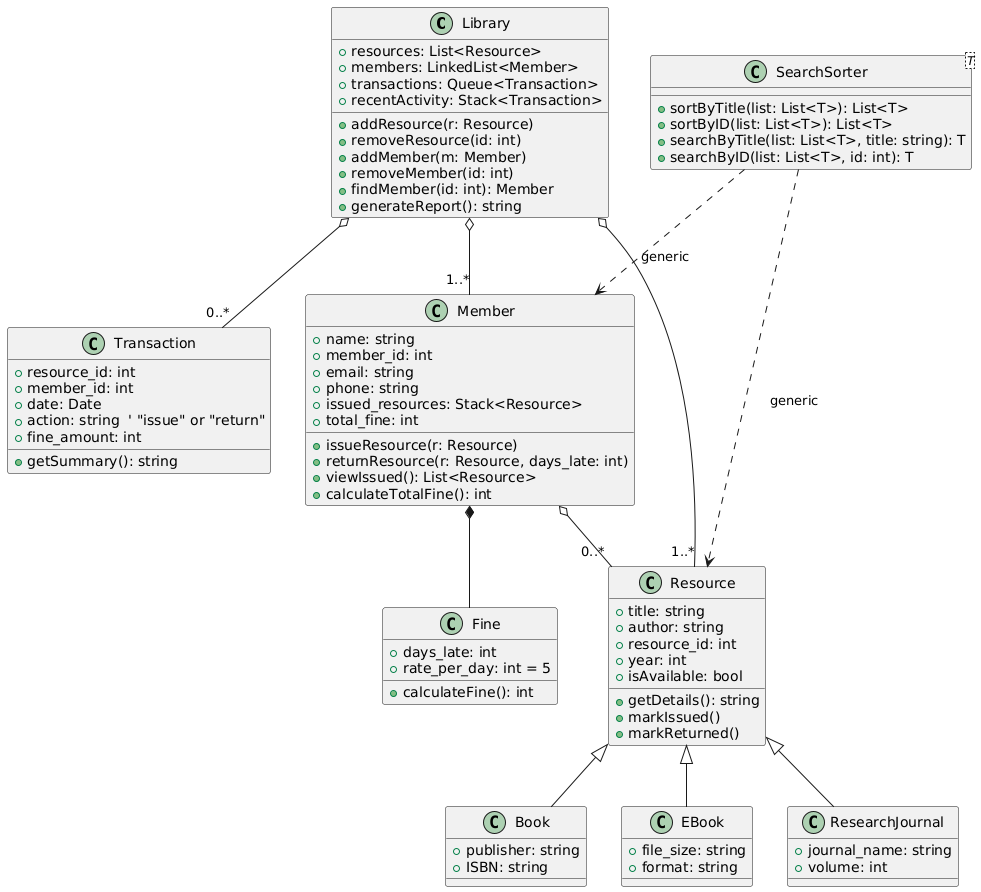 C Library
resources: List<Resource>
members: LinkedList<Member>
transactions: Queue<Transaction>
recentActivity: Stack<Transaction>
addResource(r: Resource)
removeResource(id: int)
addMember(m: Member)
removeMember(id: int)
findMember(id: int): Member
generateReport(): string
C SearchSorter
T
sortByTitle(list: List<T>): List<T>
sortByID(list: List<T>): List<T>
searchByTitle(list: List<T>, title: string): T
searchByID(list: List<T>, id: int): T
generic
0..*
1..*
C Transaction
resource_id: int
member_id: int
date: Date
action: string ' "issue" or "return"
fine_amount: int
getSummary(): string
C Member
name: string
member_id: int
email: string
phone: string
issued_resources: Stack<Resource>
total_fine: int
issueResource(r: Resource)
returnResource(r: Resource, days_late: int)
viewIssued(): List<Resource>
calculateTotalFine(): int
generic
0..*
1..*
C Fine
days_late: int
rate_per_day: int = 5
calculateFine(): int
C Resource
title: string
author: string
resource_id: int
year: int
isAvailable: bool
getDetails(): string
markIssued()
markReturned()
C Book
publisher: string
ISBN: string
C EBook
file_size: string
format: string
C ResearchJournal
journal_name: string
volume: int